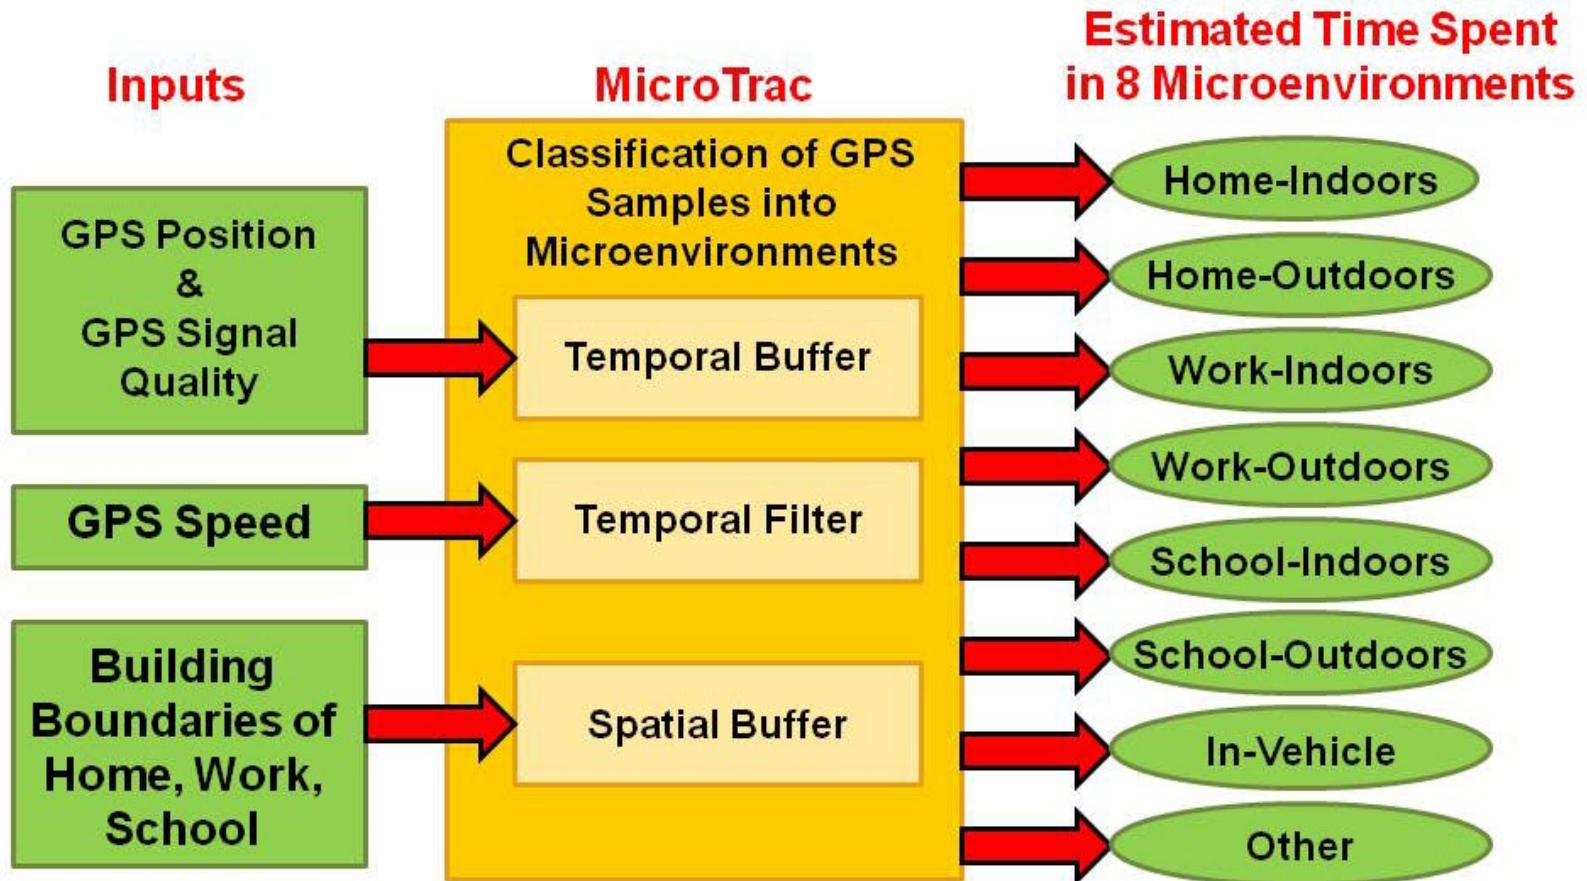 Inputs
MicroTrac
Estimated Time Spent
in 8 Microenvironments
GPS Position
&
GPS Signal
Quality
GPS Speed
Building
Boundaries of
Home, Work,
School
Classification of GPS
Samples into
Microenvironments
Temporal Buffer
Temporal Filter
Spatial Buffer
Home-Indoors
Home-Outdoors
Work-Indoors
Work-Outdoors
School-Indoors
School-Outdoors
In-Vehicle
Other